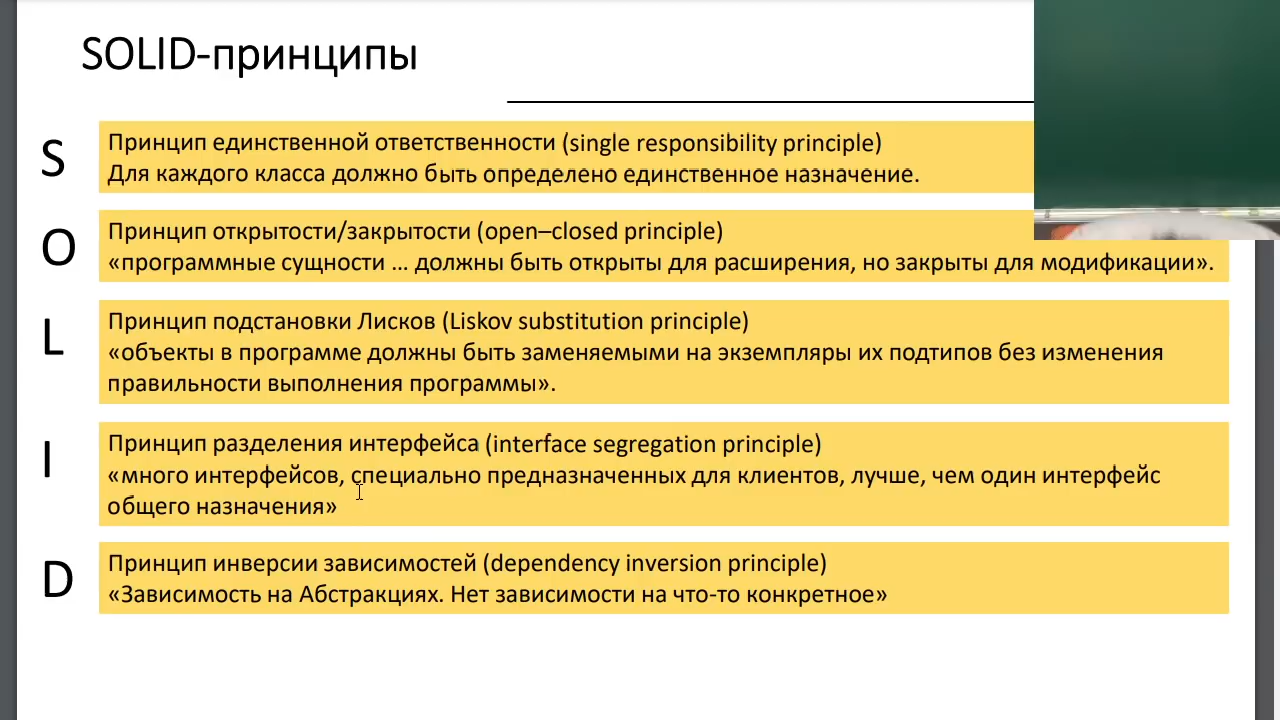 SOLID-принципы
S
Принцип единственной ответственности (single responsibility principle)
Для каждого класса должно быть определено единственное назначение.
O
Принцип открытости/закрытости (open–closed principle)
«программные сущности ... должны быть открыты для расширения, но закрыты для модификации».
L
Принцип подстановки Лисков (Liskov substitution principle)
«объекты в программе должны быть заменяемыми на экземпляры их подтипов без изменения
правильности выполнения программы».
I
Принцип разделения интерфейса (interface segregation principle)
«много интерфейсов, специально предназначенных для клиентов, лучше, чем один интерфейс
общего назначения»
D
Принцип инверсии зависимостей (dependency inversion principle)
«Зависимость на Абстракциях. Нет зависимости на что-то конкретное»